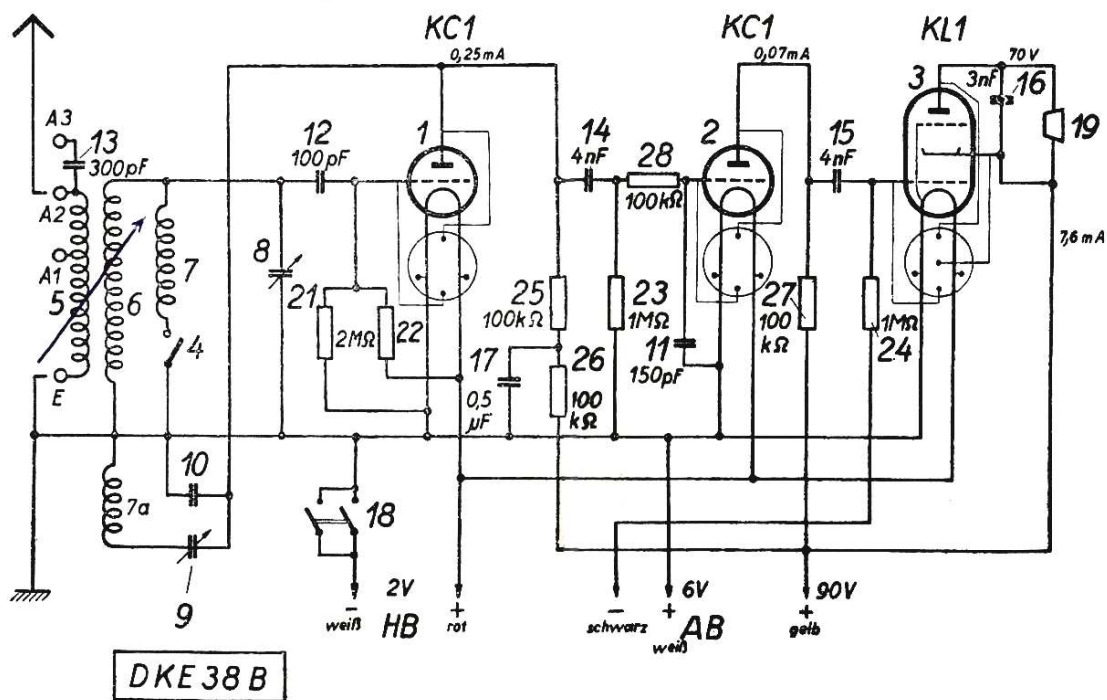 KC1
KC1
KL1
0,25 mA
0,07 mA
70 V
3nF
16
3
A3
13
300pF
12
100pF
1
14
4nF
28
100kΩ
2
15
4nF
19
A2
A1
5
6
7
4
E
8
21
2MΩ
22
25
100kΩ
23
1MΩ
11
150pF
27
100
kΩ
1MΩ
24
7,6 mA
17
0,5
µF
26
100
kΩ
10
7a
9
18
2V
-
weiß
HB
+
rot
-
schwarz
6V
+
weiß
AB
90V
+
gelb
DKE 38 B